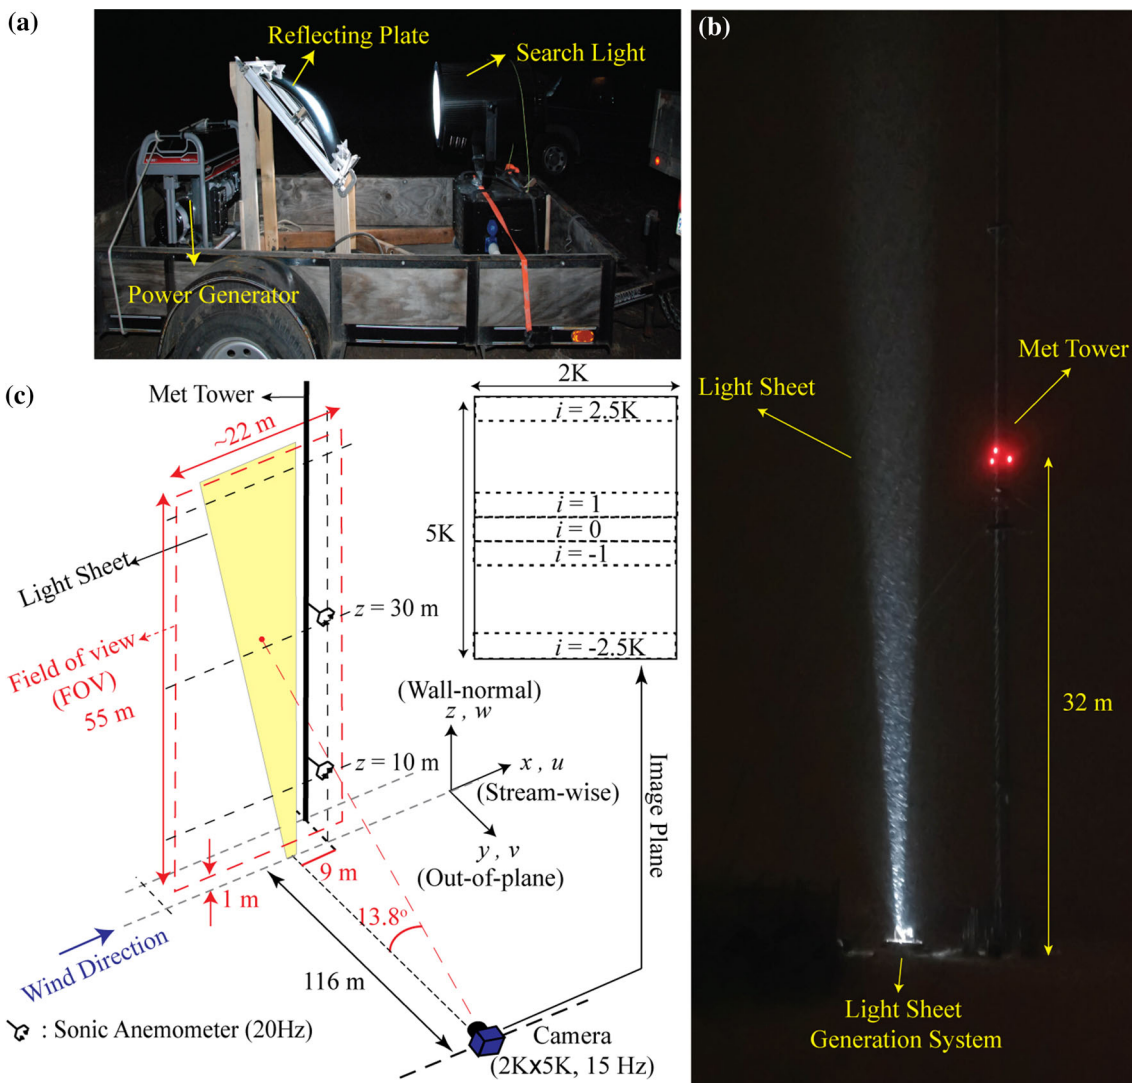 (a)
Reflecting Plate
Search Light
Power Generator
(b)
Met Tower
Light Sheet
32 m
Light Sheet
Generation System
(c)
Met Tower
~22 m
Light Sheet
Field of view
(FOV)
55 m
z = 30 m
z = 10 m
(Wall-normal)
z , w
x , u
(Stream-wise)
y , v
(Out-of-plane)
9 m
1 m
13.8°
Wind Direction
116 m
: Sonic Anemometer (20Hz)
Camera
(2Kx5K, 15 Hz)
2K
5K
i = 2.5K
i = 1
i = 0
i = -1
i = -2.5K
Image Plane